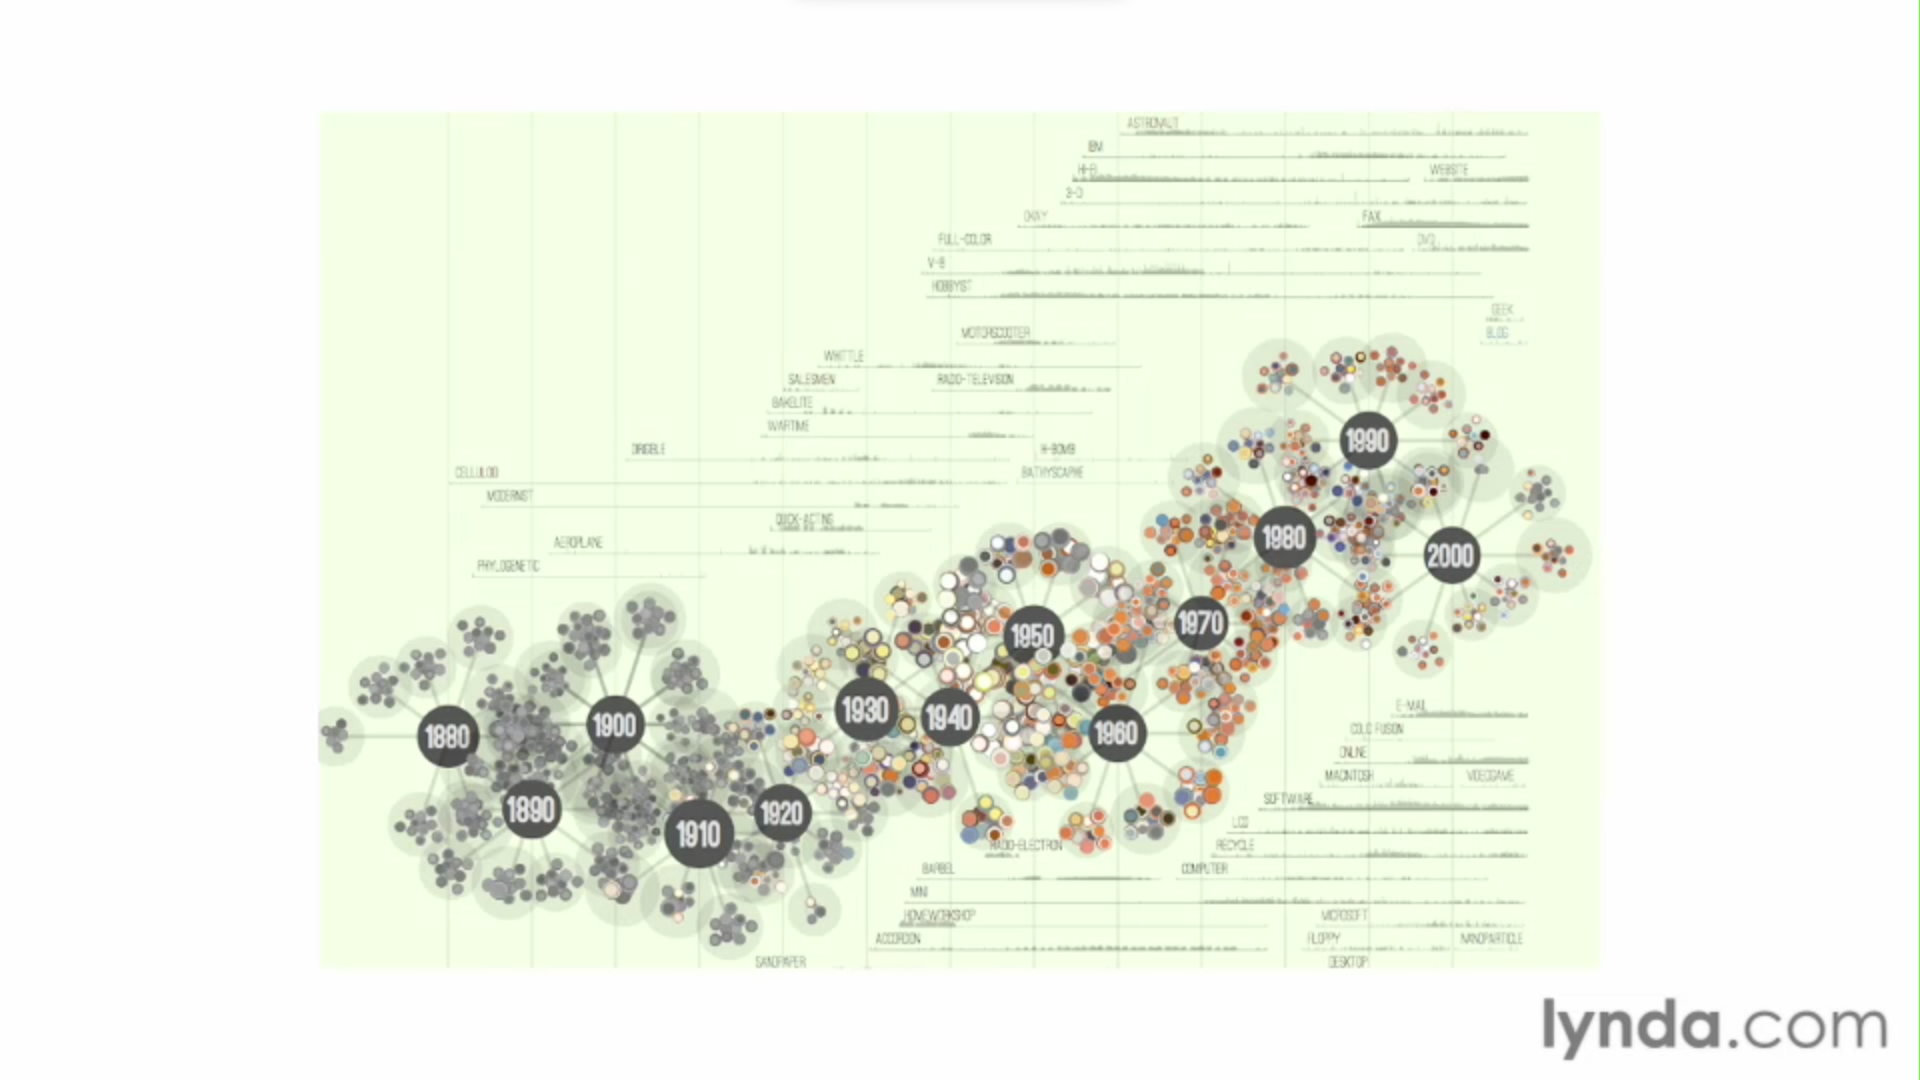 ASTRONAUT
IBM
HI-FI
WEBSITE
3-D
OKAY
FAX
FULL-COLOR
DVD
V-8
HOBBYIST
GEEK
BLOG
MOTORSCOOTER
WHITTLE
SALESMEN
RADIO-TELEVISION
BAKELITE
WARTIME
DIRIGIBLE
H-BOMB
CELLULOID
BATHYSCAPHE
MODERNIST
QUICK-ACTING
AEROPLANE
PHYLOGENETIC
1990
1980
2000
1950
1970
1930
1940
1960
1900
1880
1890
1910
1920
E-MAIL
COLD FUSION
ONLINE
MACINTOSH
VIDEOGAME
SOFTWARE
LCD
RADIO-ELECTRON
RECYCLE
BARBEL
COMPUTER
MINI
HOMEWORKSHOP
MICROSOFT
ACCORDION
FLOPPY
NANOPARTICLE
SANDPAPER
DESKTOP
lynda.com